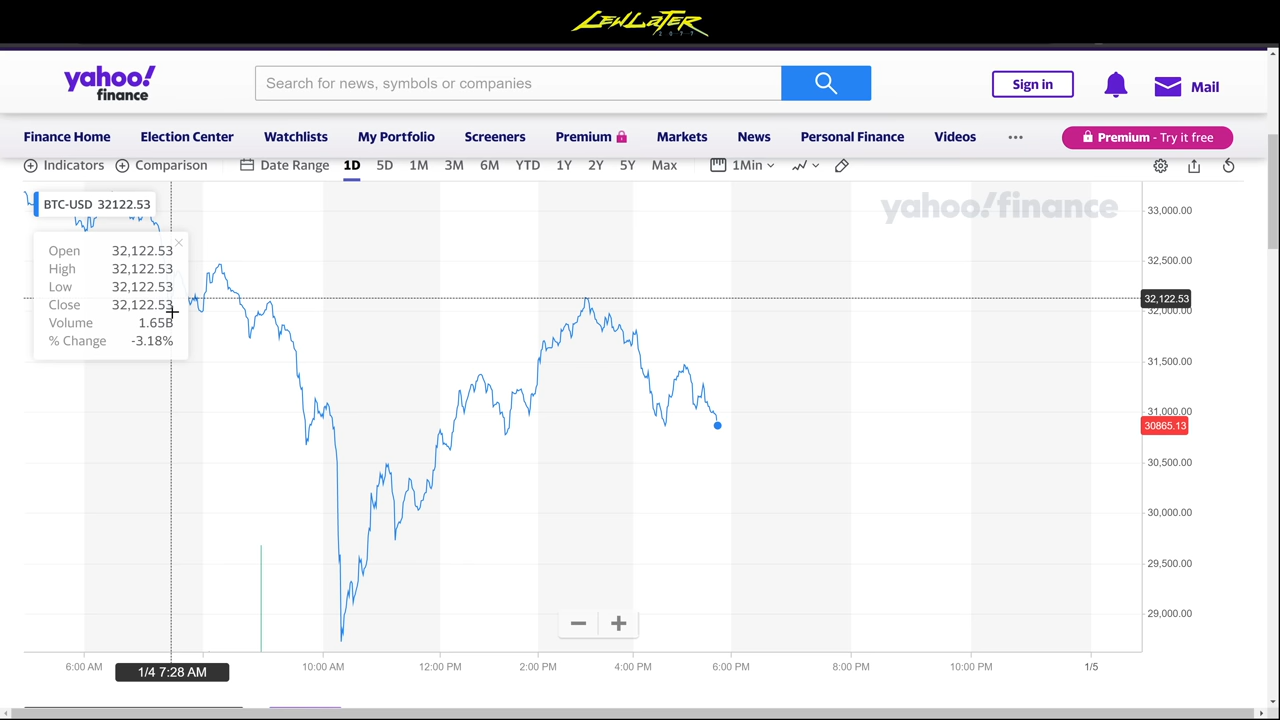 LEWLATER
2077
yahoo!
finance
Search for news, symbols or companies
Sign in
Mail
Finance Home Election Center Watchlists My Portfolio Screeners Premium Markets News Personal Finance Videos ••• Premium - Try it free
Indicators Comparison Date Range 1D 5D 1M 3M 6M YTD 1Y 2Y 5Y Max 1Min
BTC-USD 32122.53
yahoo!finance
33,000.00
Open 32,122.53
High 32,122.53
Low 32,122.53
Close 32,122.53
Volume 1.65B
% Change -3.18%
32,500.00
32,122.53
32,000.00
31,500.00
31,000.00
30865.13
30,500.00
30,000.00
29,500.00
29,000.00
− +
6:00 AM 10:00 AM 12:00 PM 2:00 PM 4:00 PM 6:00 PM 8:00 PM 10:00 PM 1/5
1/4 7:28 AM